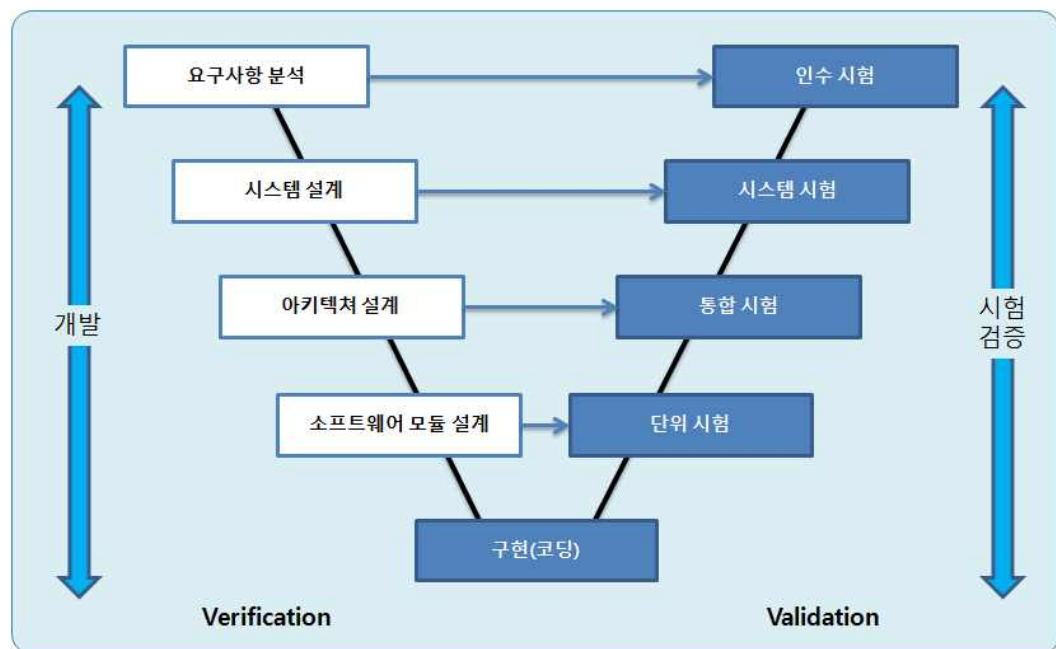 요구사항 분석
인수 시험
시스템 설계
시스템 시험
아키텍쳐 설계
통합 시험
개발
시험
검증
소프트웨어 모듈 설계
단위 시험
구현(코딩)
Verification
Validation